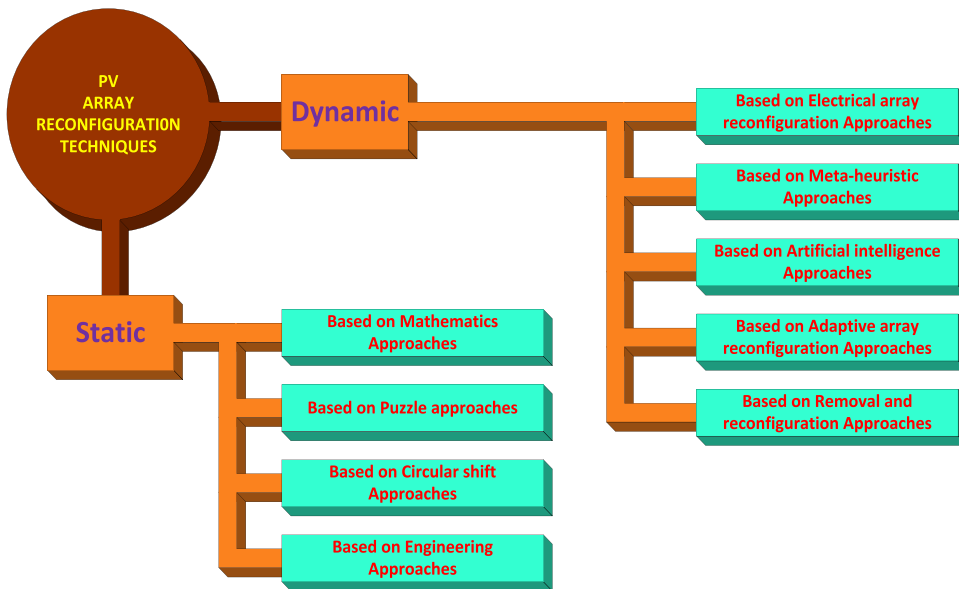 PV
ARRAY
RECONFIGURATI0N
TECHNIQUES
Dynamic
Based on Electrical array
reconfiguration Approaches
Based on Meta-heuristic
Approaches
Based on Artificial intelligence
Approaches
Based on Adaptive array
reconfiguration Approaches
Based on Removal and
reconfiguration Approaches
Static
Based on Mathematics
Approaches
Based on Puzzle approaches
Based on Circular shift
Approaches
Based on Engineering
Approaches